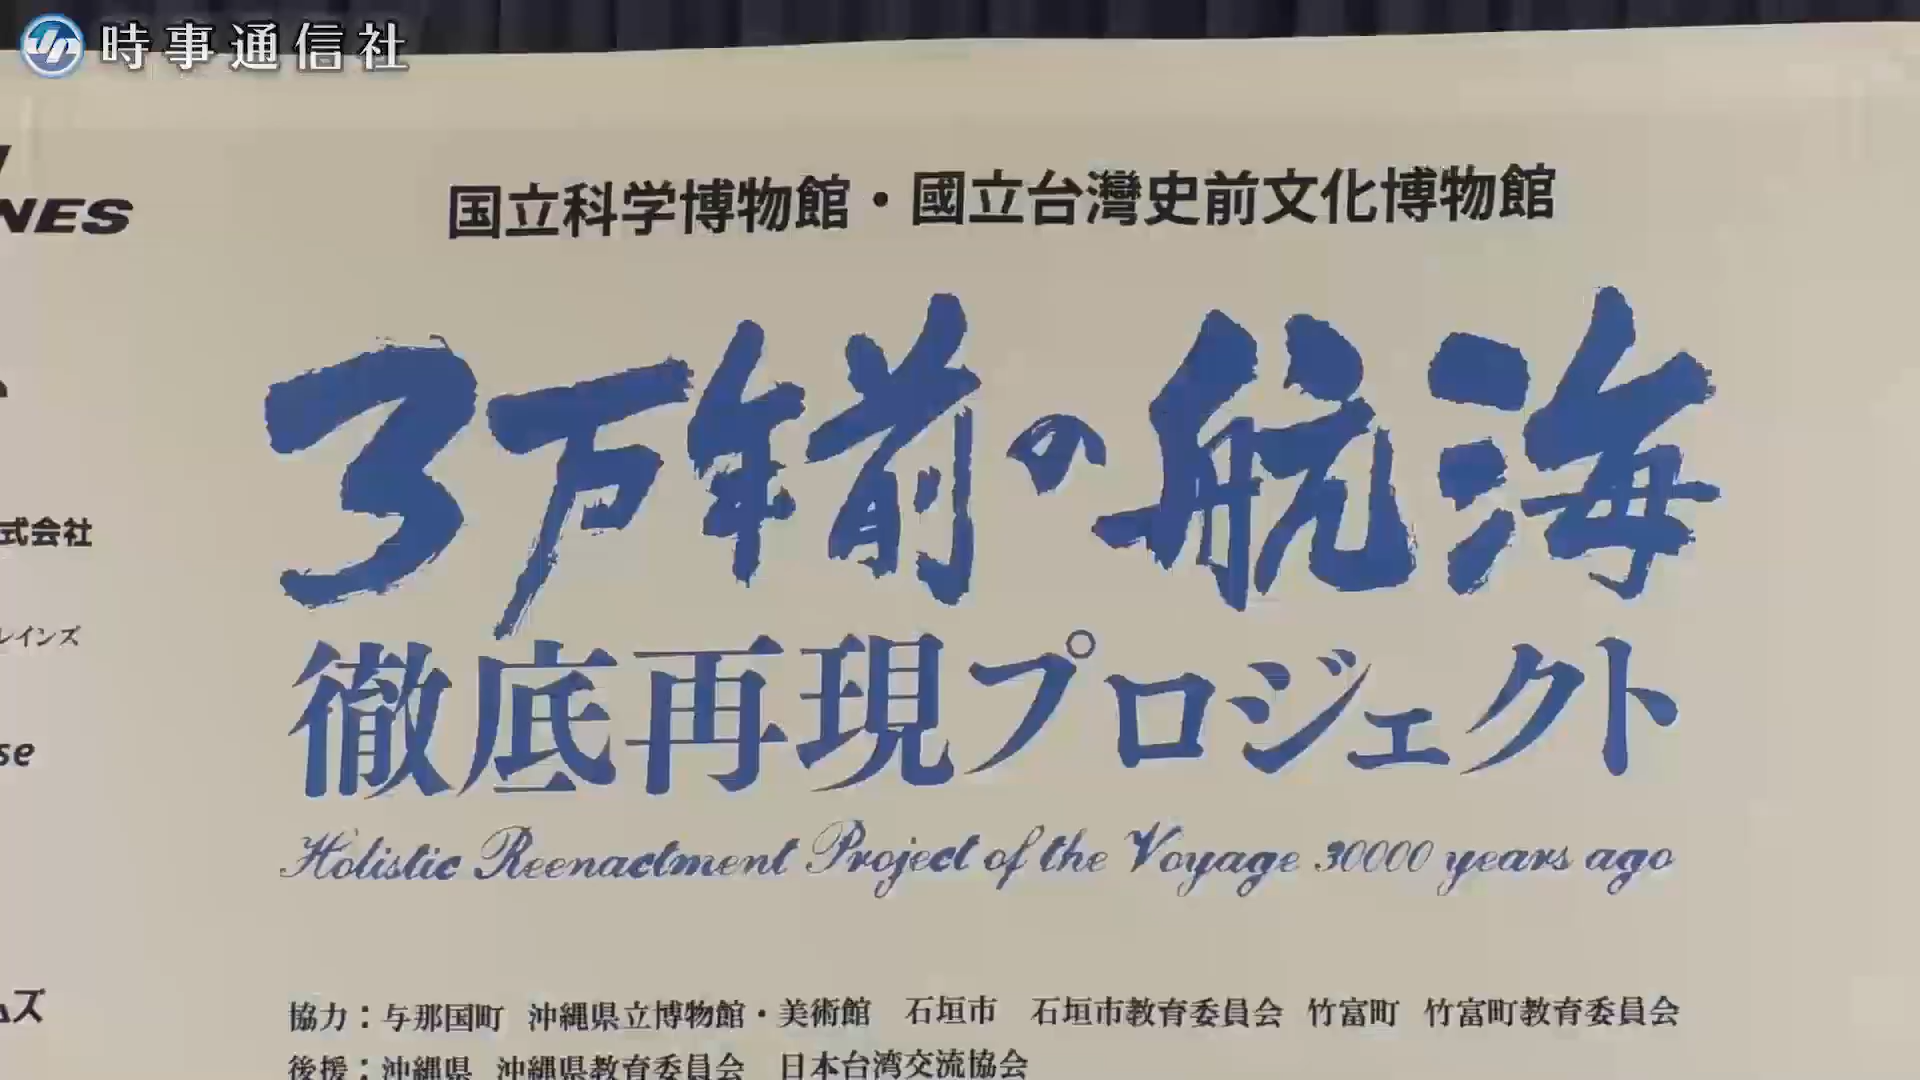 時事通信社
NES
国立科学博物館・國立台灣史前文化博物館
3万年前の航海
式会社
レインズ
徹底再現プロジェクト
se
Holistic Reenactment Project of the Voyage 30000 years ago
ムズ
協力：与那国町 沖縄県立博物館・美術館 石垣市 石垣市教育委員会 竹富町 竹富町教育委員会
後援：沖縄県 沖縄県教育委員会 日本台湾交流協会